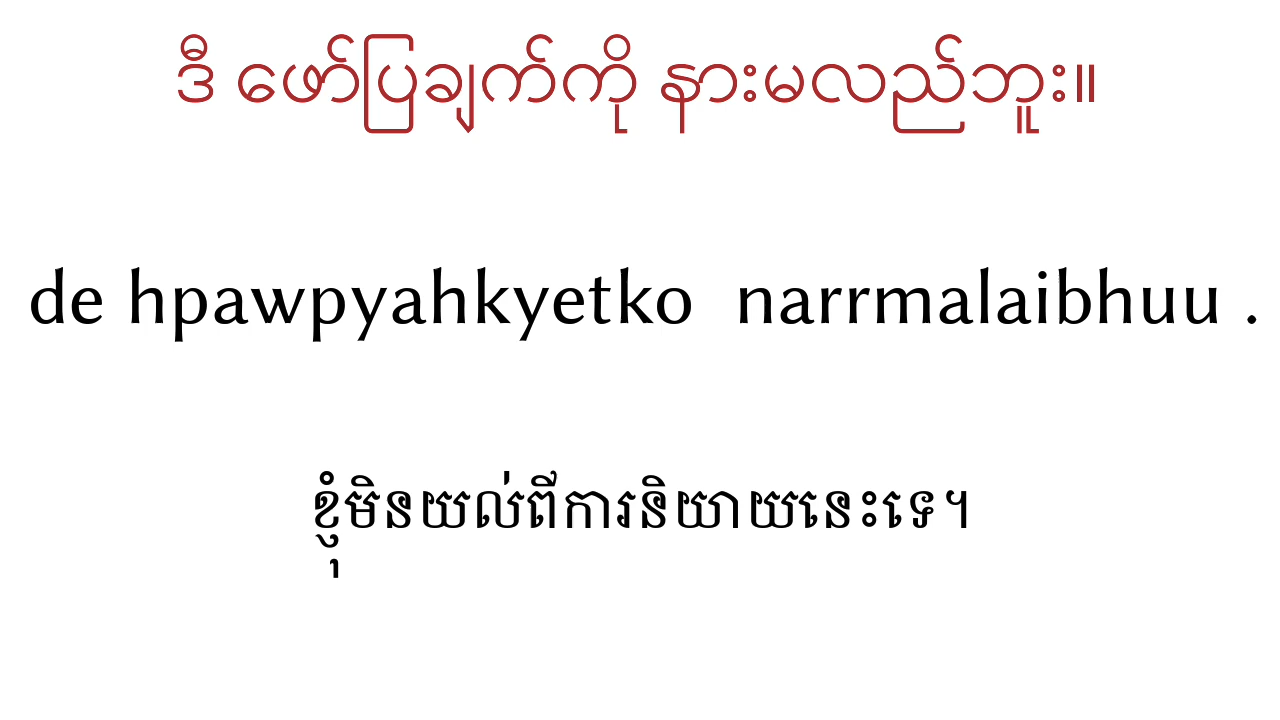 ဒီ ဖော်ပြချက်ကို နားမလည်ဘူး။
de hpawpyahkyetko narrmalaibhuu .
ខ្ញុំមិនយល់ពីការនិយាយនេះទេ។